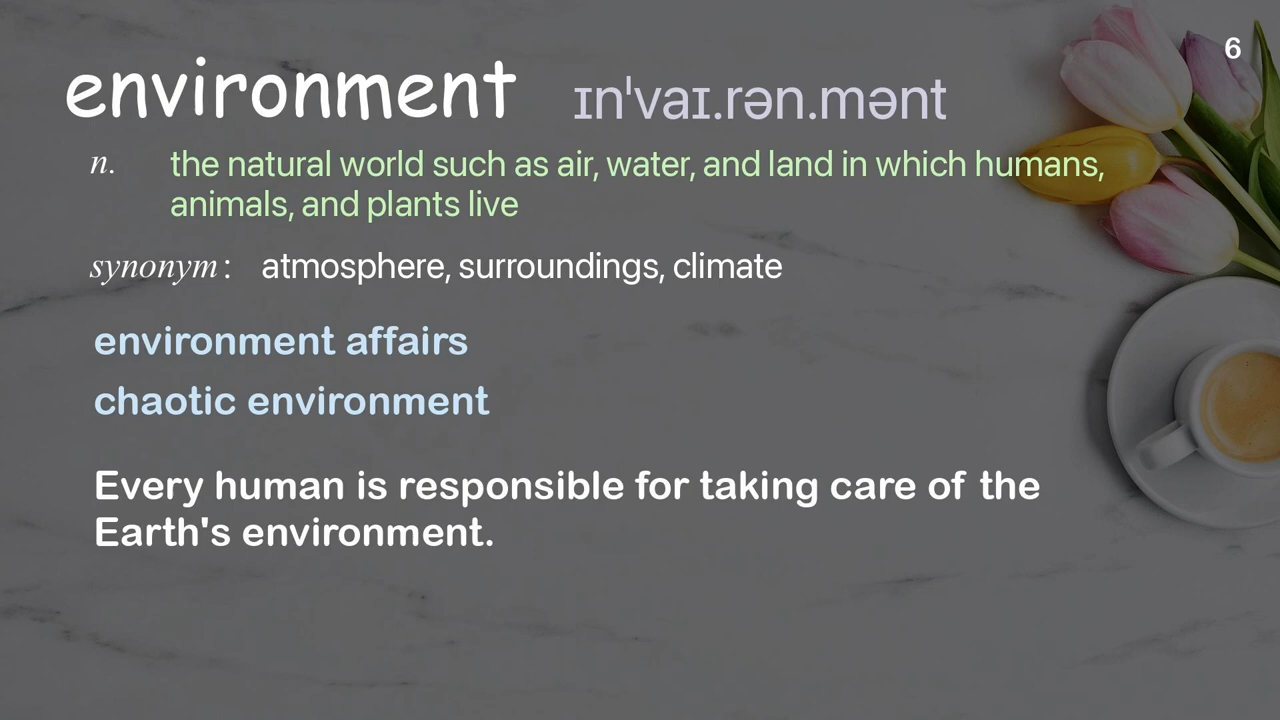 6
environment ɪnˈvaɪ.rən.mənt
n. the natural world such as air, water, and land in which humans,
animals, and plants live
synonym: atmosphere, surroundings, climate
environment affairs
chaotic environment
Every human is responsible for taking care of the
Earth's environment.